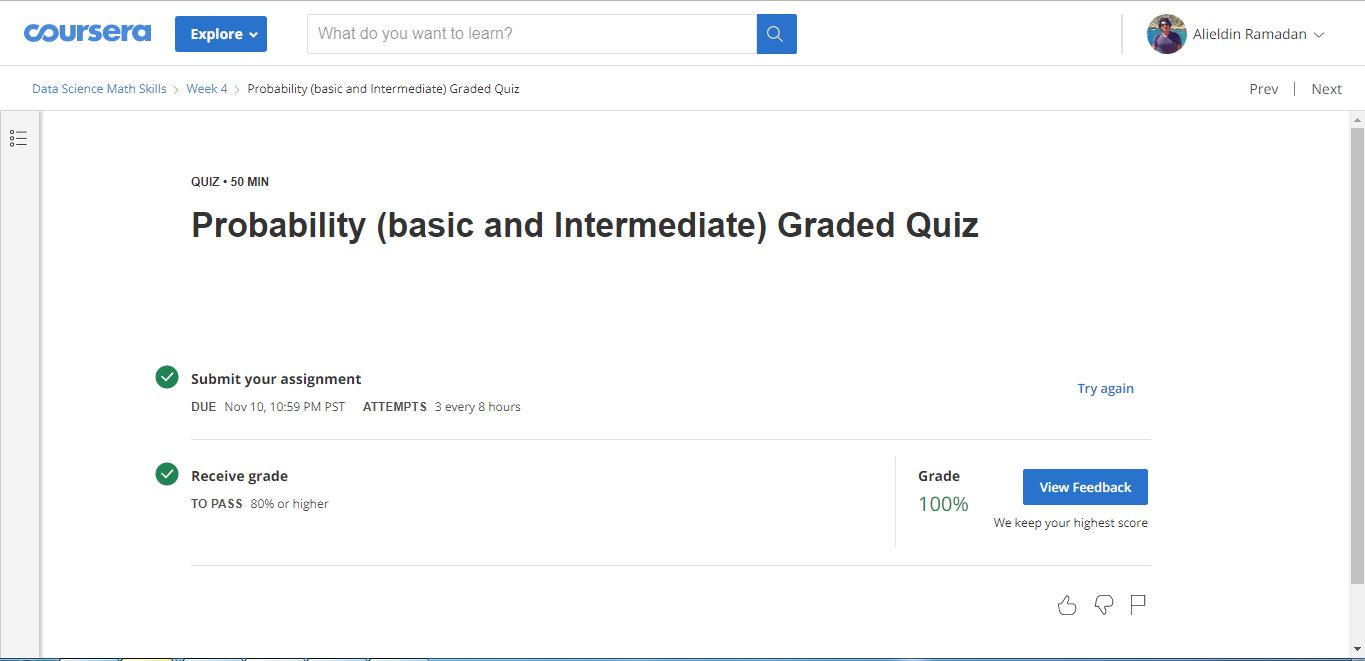 coursera Explore What do you want to learn? Alieldin Ramadan
Data Science Math Skills > Week 4 > Probability (basic and Intermediate) Graded Quiz Prev | Next
QUIZ • 50 MIN
Probability (basic and Intermediate) Graded Quiz
Submit your assignment
Try again
DUE Nov 10, 10:59 PM PST ATTEMPTS 3 every 8 hours
Receive grade
TO PASS 80% or higher
Grade
100%
View Feedback
We keep your highest score